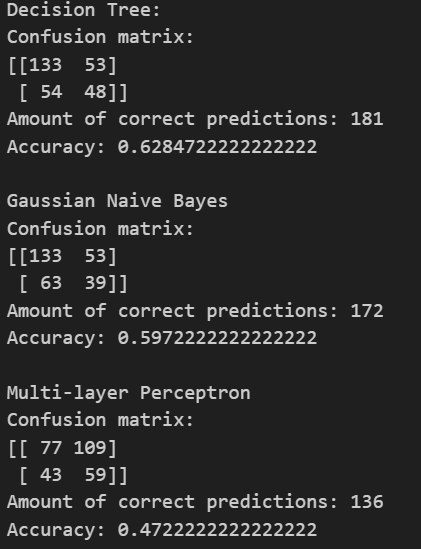 Decision Tree:
Confusion matrix:
[[133  53]
 [ 54  48]]
Amount of correct predictions: 181
Accuracy: 0.6284722222222222

Gaussian Naive Bayes
Confusion matrix:
[[133  53]
 [ 63  39]]
Amount of correct predictions: 172
Accuracy: 0.5972222222222222

Multi-layer Perceptron
Confusion matrix:
[[ 77 109]
 [ 43  59]]
Amount of correct predictions: 136
Accuracy: 0.4722222222222222